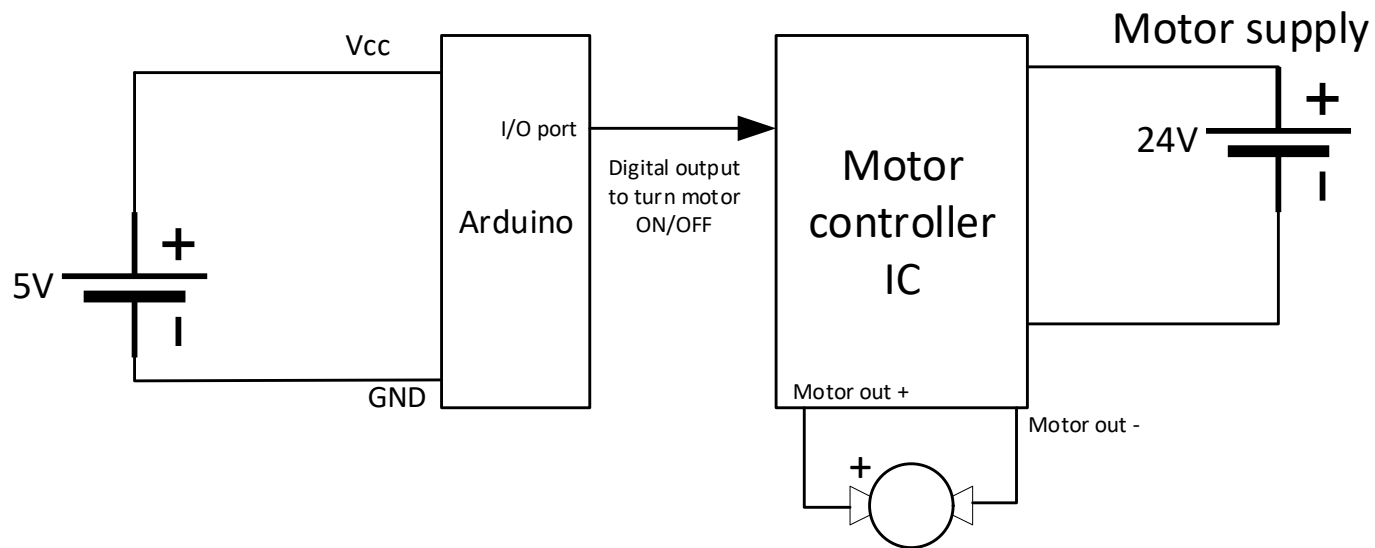 Motor supply
Vcc
+
I/O port
24V
Digital output
to turn motor
ON/OFF
Motor
controller
IC
Arduino
+
5V
GND
Motor out +
Motor out -
+